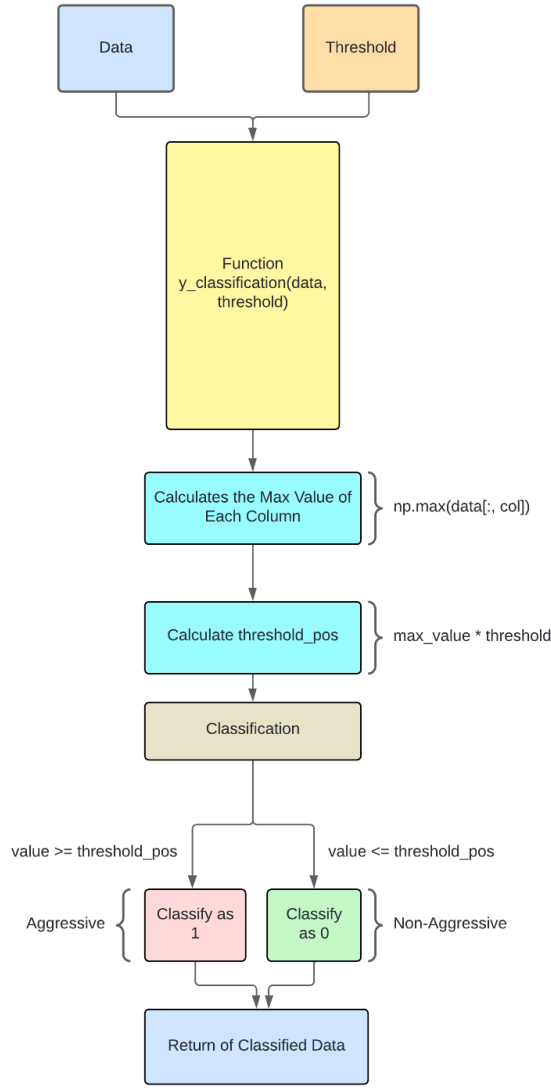 Data
Threshold
Function
y_classification(data,
threshold)
Calculates the Max Value of
Each Column
np.max(data[:, col])
Calculate threshold_pos
max_value * threshold
Classification
value >= threshold_pos
value <= threshold_pos
Aggressive
Classify as
1
Classify
as 0
Non-Aggressive
Return of Classified Data